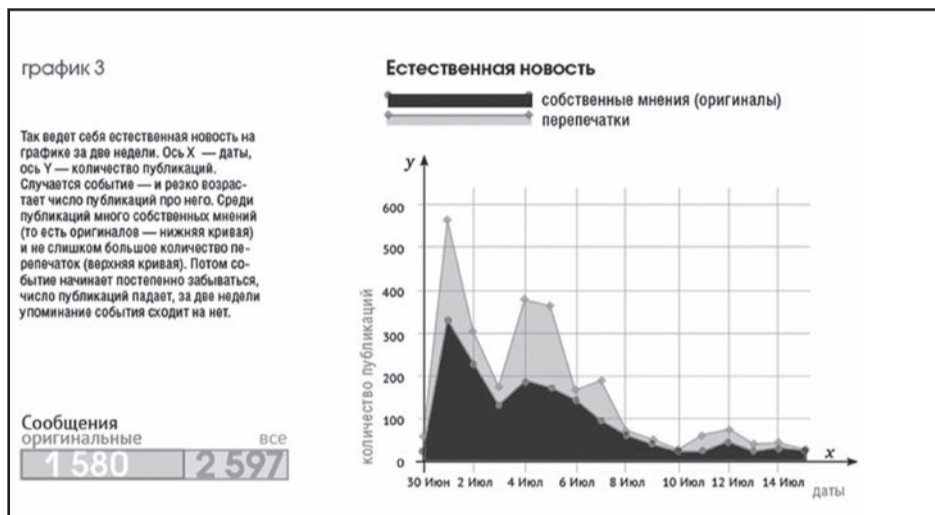 график 3
Так ведет себя естественная новость на
графике за две недели. Ось X — даты,
ось Y — количество публикаций.
Случается событие — и резко возрас-
тает число публикаций про него. Среди
публикаций много собственных мнений
(то есть оригиналов — нижняя кривая)
и не слишком большое количество пе-
репечаток (верхняя кривая). Потом со-
бытие начинает постепенно забываться,
число публикаций падает, за две недели
упоминание события сходит на нет.
Сообщения
оригинальные все
1 580 2 597
Естественная новость
собственные мнения (оригиналы)
перепечатки
y
600
500
400
300
200
100
0
количество публикаций
x
30 Июн 2 Июл 4 Июл 6 Июл 8 Июл 10 Июл 12 Июл 14 Июл
даты